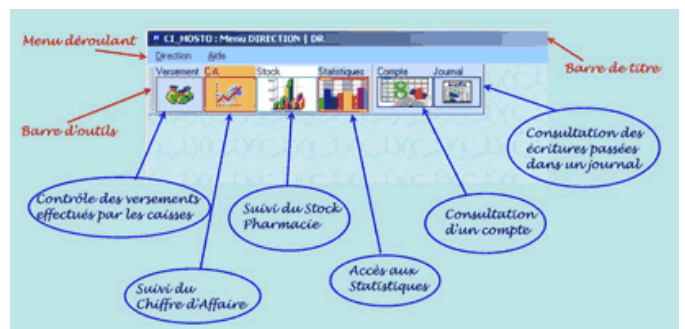 CI_HOSTO : Menu DIRECTION | DR
Menu déroulant
Direction Aide
Barre de titre
Versement C.A. Stock Statistiques Compte Journal
Barre d'outils
Consultation des
écritures passées
dans un journal
Contrôle des versements
effectués par les caisses
Suivi du Stock
Pharmacie
Consultation
d'un compte
Accès aux
Statistiques
Suivi du
Chiffre d'Affaire